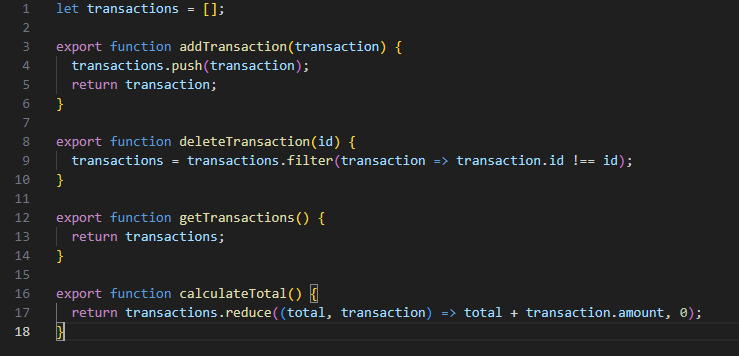 1 let transactions = [];
2
3 export function addTransaction(transaction) {
4   transactions.push(transaction);
5   return transaction;
6 }
7
8 export function deleteTransaction(id) {
9   transactions = transactions.filter(transaction => transaction.id !== id);
10 }
11
12 export function getTransactions() {
13   return transactions;
14 }
15
16 export function calculateTotal() {
17   return transactions.reduce((total, transaction) => total + transaction.amount, 0);
18 }